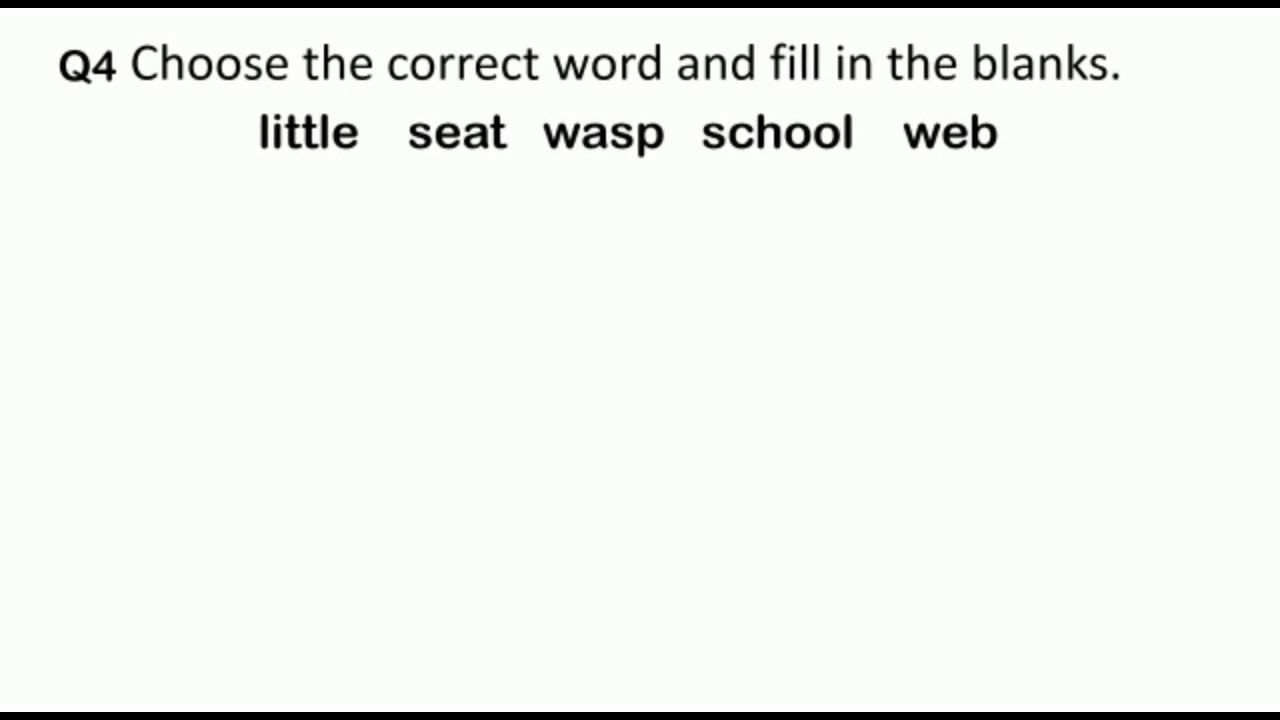 Q4 Choose the correct word and fill in the blanks.
little seat wasp school web